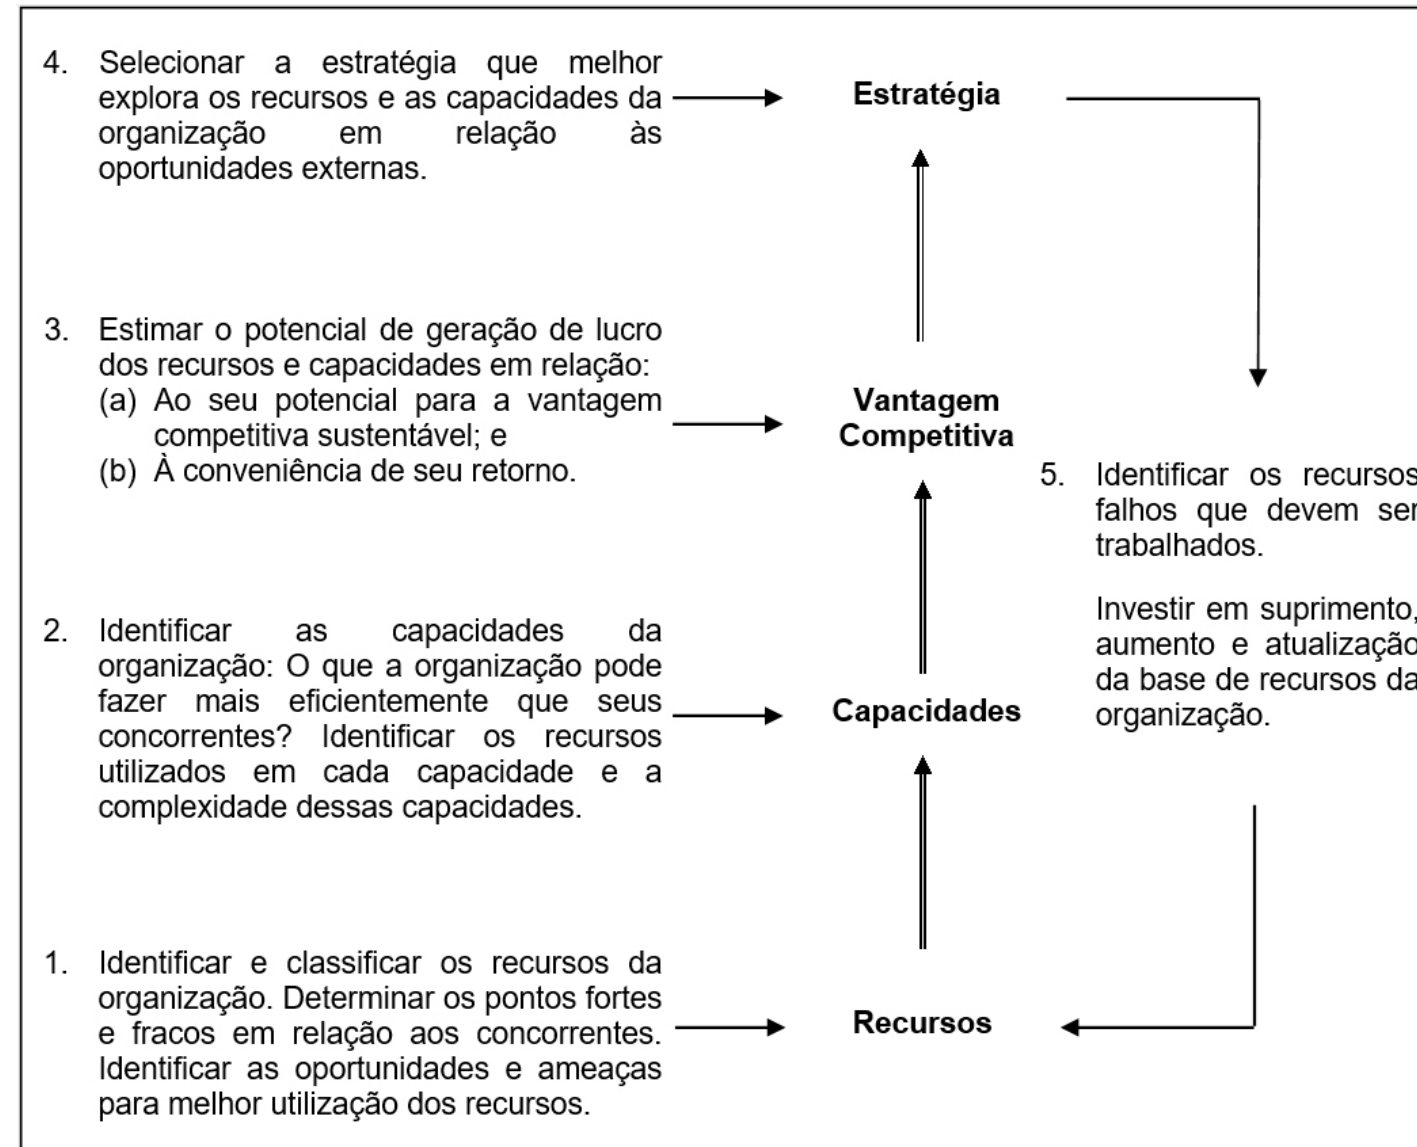 4. Selecionar a estratégia que melhor
explora os recursos e as capacidades da
organização em relação às
oportunidades externas.
Estratégia
3. Estimar o potencial de geração de lucro
dos recursos e capacidades em relação:
(a) Ao seu potencial para a vantagem
competitiva sustentável; e
(b) À conveniência de seu retorno.
Vantagem
Competitiva
5. Identificar os recursos
falhos que devem ser
trabalhados.
Investir em suprimento,
aumento e atualização
da base de recursos da
organização.
2. Identificar as capacidades da
organização: O que a organização pode
fazer mais eficientemente que seus
concorrentes? Identificar os recursos
utilizados em cada capacidade e a
complexidade dessas capacidades.
Capacidades
1. Identificar e classificar os recursos da
organização. Determinar os pontos fortes
e fracos em relação aos concorrentes.
Identificar as oportunidades e ameaças
para melhor utilização dos recursos.
Recursos